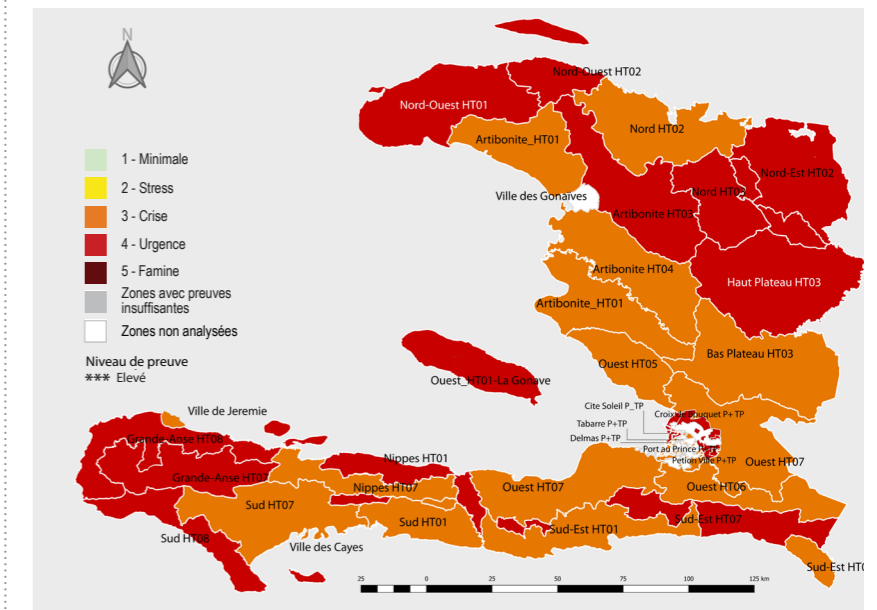 N
1 - Minimale
2 - Stress
3 - Crise
4 - Urgence
5 - Famine
Zones avec preuves
insuffisantes
Zones non analysées
Niveau de preuve
*** Elevé
Nord-Ouest HT02
Nord-Ouest HT01
Nord HT02
Artibonite_HT01
Nord-Est HT02
Nord HT03
Ville des Gonaives
Artibonite HT03
Artibonite HT04
Haut Plateau HT03
Artibonite_HT01
Bas Plateau HT03
Ouest HT05
Ouest_HT01-La Gonave
Cite Soleil P_TP
Croix de Bouquet P+ TP
Ville de Jeremie
Tabarre P+TP
Delmas P+TP
Grande-Anse HT08
Port au Prince
Nippes HT01
Petion Ville P+TP
Ouest HT07
Grande-Anse HT07
Nippes HT07
Ouest HT07
Ouest HT06
Sud HT07
Sud HT01
Sud-Est HT01
Sud-Est HT07
Sud HT08
Ville des Cayes
Sud-Est
25 0 25 50 75 100 125 km